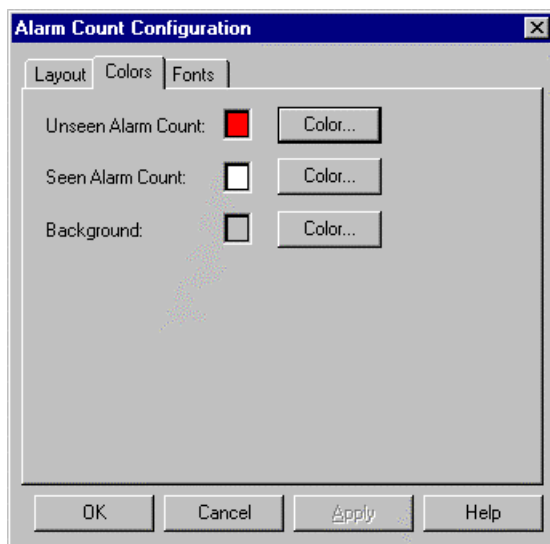 Alarm Count Configuration
Layout Colors Fonts
Unseen Alarm Count: Color...
Seen Alarm Count: Color...
Background: Color...
OK Cancel Apply Help